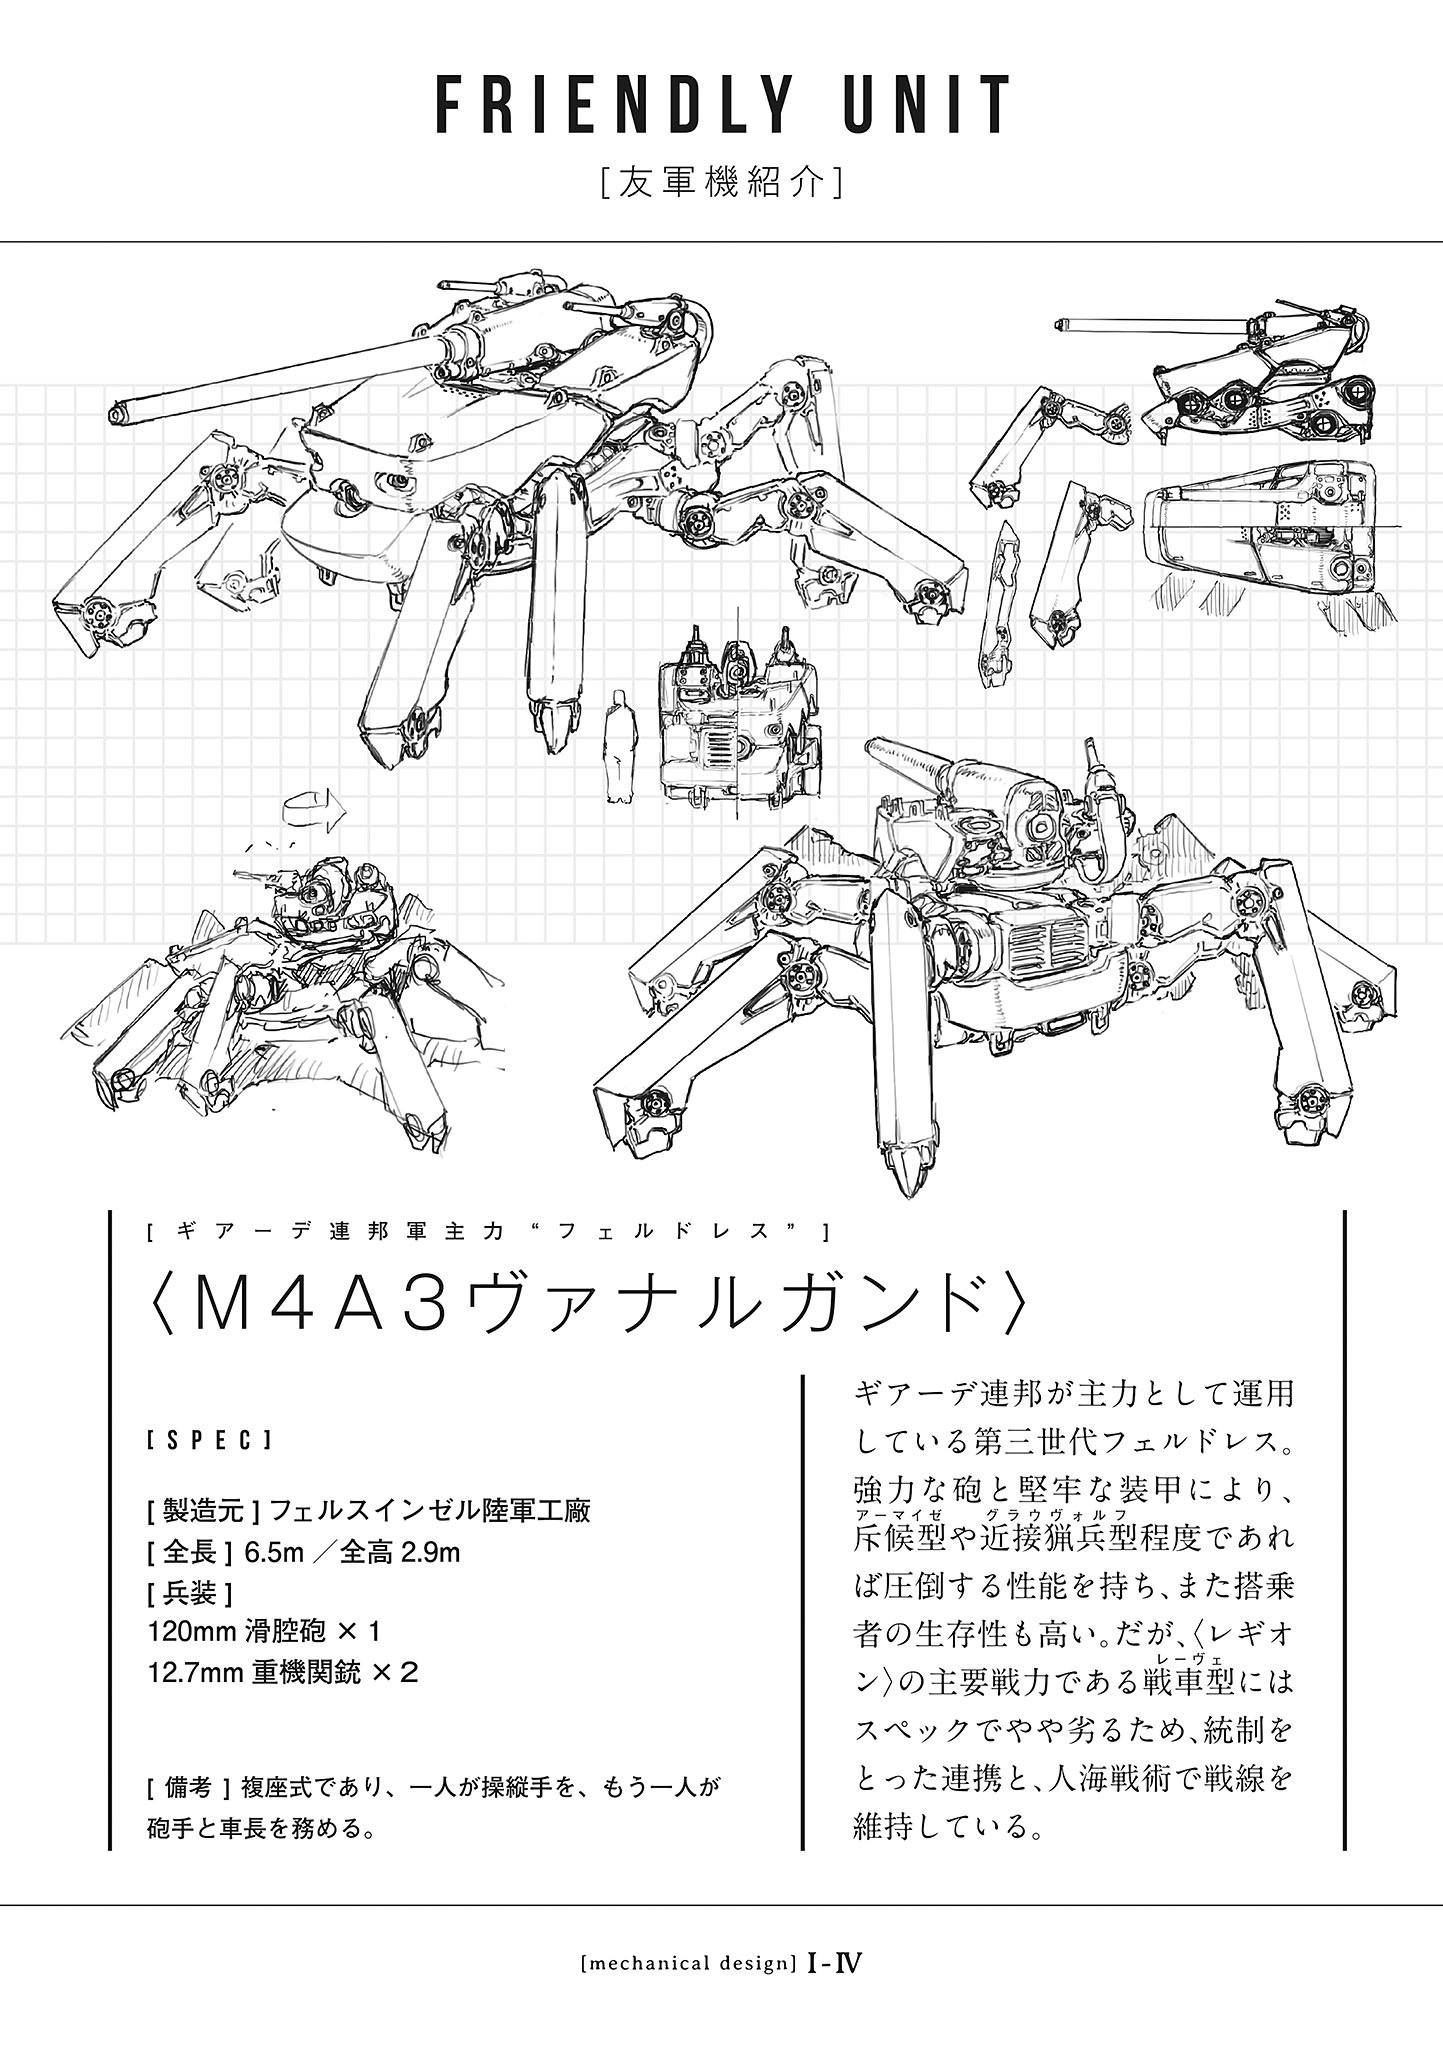 FRIENDLY UNIT
[友軍機紹介]
[ギアーデ連邦軍主力“フェルドレス”]
〈M4A3ヴァナルガンド〉
[SPEC]
[ 製造元 ] フェルスインゼル陸軍工廠
[ 全長 ] 6.5m ／全高 2.9m
[ 兵装 ]
120mm 滑腔砲 × 1
12.7mm 重機関銃 × 2
[ 備考 ] 複座式であり、一人が操縦手を、もう一人が
砲手と車長を務める。
ギアーデ連邦が主力として運用
している第三世代フェルドレス。
強力な砲と堅牢な装甲により、
アーマイゼ グラウヴォルフ
斥候型や近接猟兵型程度であれ
ば圧倒する性能を持ち、また搭乗
者の生存性も高い。だが、〈レギオ
レーヴェ
ン〉の主要戦力である戦車型には
スペックでやや劣るため、統制を
とった連携と、人海戦術で戦線を
維持している。
[mechanical design] I-IV